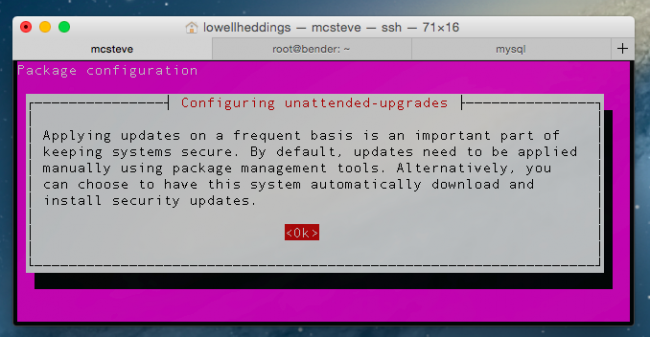 lowellheddings — mcsteve — ssh — 71×16
mcsteve root@bender: ~ mysql +
Package configuration
Configuring unattended-upgrades
Applying updates on a frequent basis is an important part of
keeping systems secure. By default, updates need to be applied
manually using package management tools. Alternatively, you
can choose to have this system automatically download and
install security updates.
<Ok>